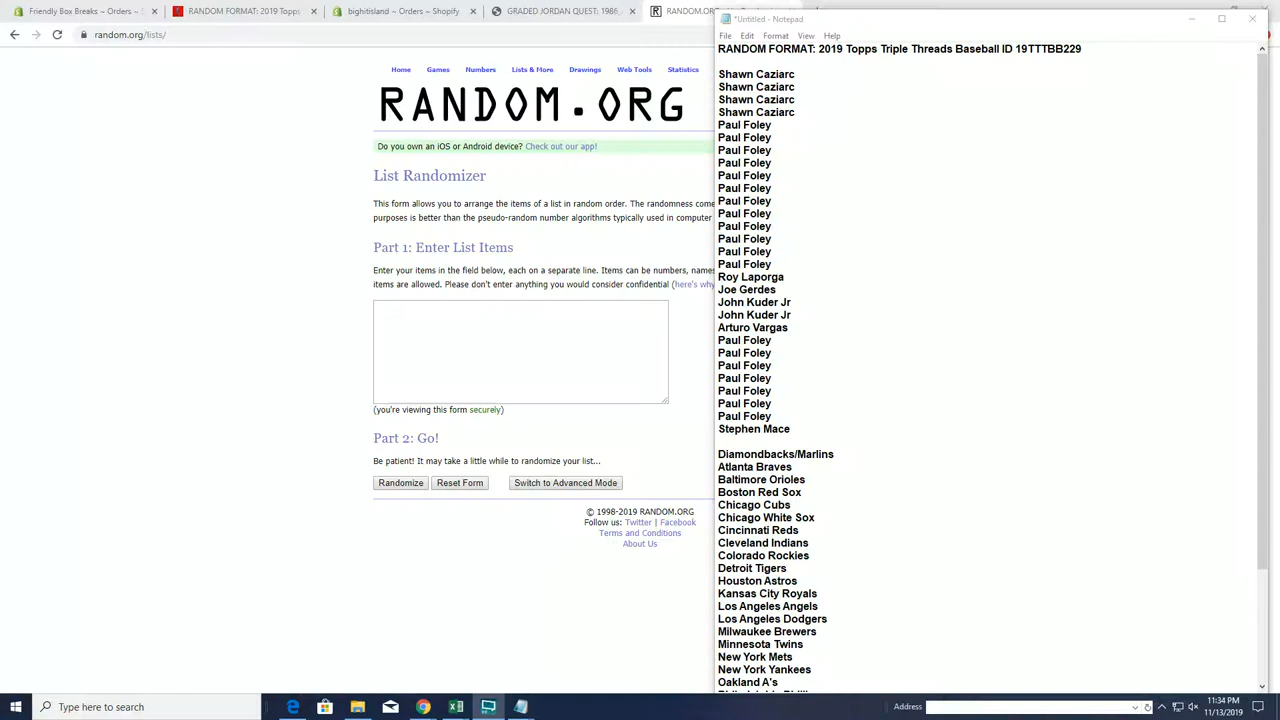 Friendly Box Breaks ~ Orders ~
RANDOM FORMAT: 2019 Topps T
bighitisland ~ Orders ~ Shopify
GRADED JORDAN QUEST: 1986
RANDOM.OR
*Untitled - Notepad
random.org/lists/
File Edit Format View Help
RANDOM FORMAT: 2019 Topps Triple Threads Baseball ID 19TTTBB229
Home Games Numbers Lists & More Drawings Web Tools Statistics
RANDOM.ORG
Do you own an iOS or Android device? Check out our app!
List Randomizer
This form allows you to arrange the items of a list in random order. The randomness come
purposes is better than the pseudo-random number algorithms typically used in computer
Part 1: Enter List Items
Enter your items in the field below, each on a separate line. Items can be numbers, names
items are allowed. Please don't enter anything you would consider confidential (here's why
(you're viewing this form securely)
Part 2: Go!
Be patient! It may take a little while to randomize your list...
Randomize Reset Form Switch to Advanced Mode
© 1998-2019 RANDOM.ORG
Follow us: Twitter | Facebook
Terms and Conditions
About Us
Shawn Caziarc
Shawn Caziarc
Shawn Caziarc
Shawn Caziarc
Paul Foley
Paul Foley
Paul Foley
Paul Foley
Paul Foley
Paul Foley
Paul Foley
Paul Foley
Paul Foley
Paul Foley
Paul Foley
Paul Foley
Roy Laporga
Joe Gerdes
John Kuder Jr
John Kuder Jr
Arturo Vargas
Paul Foley
Paul Foley
Paul Foley
Paul Foley
Paul Foley
Paul Foley
Paul Foley
Stephen Mace
Diamondbacks/Marlins
Atlanta Braves
Baltimore Orioles
Boston Red Sox
Chicago Cubs
Chicago White Sox
Cincinnati Reds
Cleveland Indians
Colorado Rockies
Detroit Tigers
Houston Astros
Kansas City Royals
Los Angeles Angels
Los Angeles Dodgers
Milwaukee Brewers
Minnesota Twins
New York Mets
New York Yankees
Oakland A's
Type here to search
Address
11:34 PM
11/13/2019